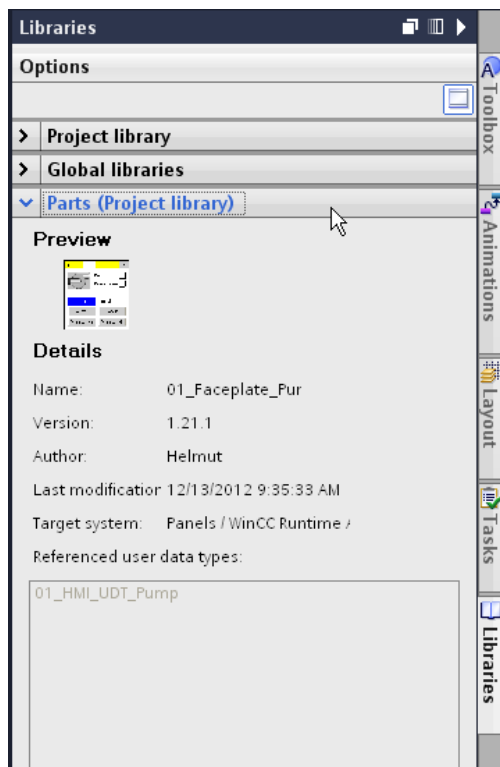 Libraries
Options
Project library
Global libraries
Parts (Project library)
Preview
Details
Name: 01_Faceplate_Pur
Version: 1.21.1
Author: Helmut
Last modification 12/13/2012 9:35:33 AM
Target system: Panels / WinCC Runtime
Referenced user data types:
01_HMI_UDT_Pump
Toolbox
Animations
Layout
Tasks
Libraries